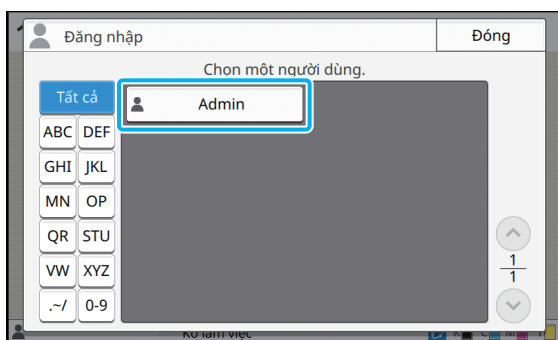 Đăng nhập
Đóng
Chọn một người dùng.
Tất cả
Admin
ABC DEF
GHI JKL
MN OP
QR STU
VW XYZ
1
1
.~/ 0-9